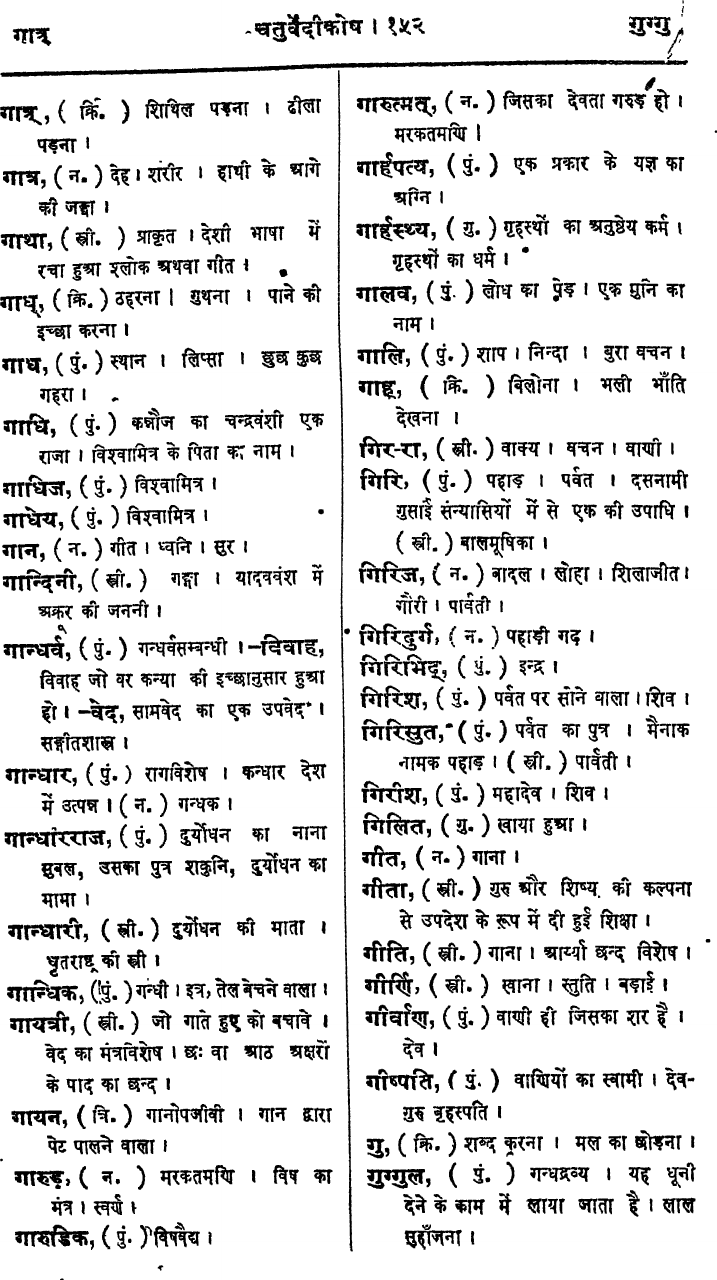 गात्र्
चतुर्वेदीकोष। १५२
गुग्गु
गात्र्, ( क्रि. ) शिथिल पड़ना । ढीला
पड़ना ।
गात्र, ( न. ) देह। शरीर । हाथी के आगे
की जङ्घा ।
गाथा, ( स्त्री. ) प्राकृत । देशी भाषा में
रचा हुआ श्लोक अथवा गीत ।
गाध्, ( क्रि. ) ठहरना। गुथना । पाने की
इच्छा करना ।
गाध, ( पुं. ) स्थान । लिप्सा । कुछ कुछ
गहरा ।
गाधि, ( पुं. ) कन्नौज का चन्द्रवंशी एक
राजा । विश्वामित्र के पिता का नाम ।
गाधिज, ( पुं. ) विश्वामित्र ।
गाधेय, ( पुं. ) विश्वामित्र ।
गान, ( न. ) गीत । ध्वनि । सुर ।
गान्दिनी, ( स्त्री. ) गङ्गा । यादववंश में
अक्रूर की जननी ।
गान्धर्व, ( पुं. ) गन्धर्वसम्बन्धी । –विवाह,
विवाह जो वर कन्या की इच्छानुसार हुआ
हो । –वेद, सामवेद का एक उपवेद ।
सङ्गीतशास्त्र ।
गान्धार, ( पुं. ) रागविशेष । कन्धार देश
में उत्पन्न । ( न. ) गन्धक ।
गान्धारराज, ( पुं. ) दुर्योधन का नाना
सुबल, उसका पुत्र शकुनि, दुर्योधन का
मामा ।
गान्धारी, ( स्त्री. ) दुर्योधन की माता ।
धृतराष्ट्र की स्त्री ।
गान्धिक, ( पुं. ) गन्धी । इत्र, तेल बेचने वाला ।
गायत्री, ( स्त्री. ) जो गाते हुए को बचावे ।
वेद का मंत्रविशेष । छः वा आठ अक्षरों
के पाद का छन्द ।
गायन, ( त्रि. ) गानोपजीवी । गान द्वारा
पेट पालने वाला ।
गारुड़, ( न. ) मरकतमणि । विष का
मंत्र । स्वर्ण ।
गारुडिक, ( पुं. ) विषवैद्य ।
गारुत्मत्, ( न. ) जिसका देवता गरुड़ हो ।
मरकतमणि ।
गार्हपत्य, ( पुं. ) एक प्रकार के यज्ञ का
अग्नि ।
गार्हस्थ्य, ( गु. ) गृहस्थों का अनुष्ठेय कर्म ।
गृहस्थों का धर्म ।
गालव, ( पुं. ) लोध का पेड़ । एक मुनि का
नाम ।
गालि, ( पुं. ) शाप । निन्दा । बुरा वचन ।
गाह्, ( क्रि. ) बिलोना । भली भाँति
देखना ।
गिर-रा, ( स्त्री. ) वाक्य । वचन । वाणी ।
गिरि, ( पुं. ) पहाड़ । पर्वत । दसनामी
गुसाईं संन्यासियों में से एक की उपाधि ।
( स्त्री. ) बालमूषिका ।
गिरिज, ( न. ) बादल । लोहा । शिलाजीत ।
गौरी । पार्वती ।
गिरिदुर्ग, ( न. ) पहाड़ी गढ़ ।
गिरिभिद्, ( पुं. ) इन्द्र ।
गिरिश, ( पुं. ) पर्वत पर सोने वाला । शिव ।
गिरिसुत, ( पुं. ) पर्वत का पुत्र । मैनाक
नामक पहाड़ । ( स्त्री. ) पार्वती ।
गिरीश, ( पुं. ) महादेव । शिव ।
गिलित, ( गु. ) खाया हुआ ।
गीत, ( न. ) गाना ।
गीता, ( स्त्री. ) गुरु और शिष्य की कल्पना
से उपदेश के रूप में दी हुई शिक्षा ।
गीति, ( स्त्री. ) गाना । आर्य्या छन्द विशेष ।
गीर्णि, ( स्त्री. ) खाना । स्तुति । बड़ाई ।
गीर्वाण, ( पुं. ) वाणी ही जिसका शर है ।
देव ।
गीष्पति, ( पुं. ) वाणियों का स्वामी । देव-
गुरु बृहस्पति ।
गु, ( क्रि. ) शब्द करना । मल का छोड़ना ।
गुग्गुल, ( पुं. ) गन्धद्रव्य । यह धूनी
देने के काम में लाया जाता है । लाल
सुहाँजना ।